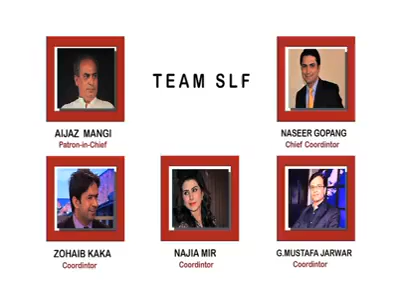 TEAM SLF
AIJAZ MANGI
Patron-in-Chief
NASEER GOPANG
Chief Coordintor
ZOHAIB KAKA
Coordintor
NAJIA MIR
Coordintor
G.MUSTAFA JARWAR
Coordintor